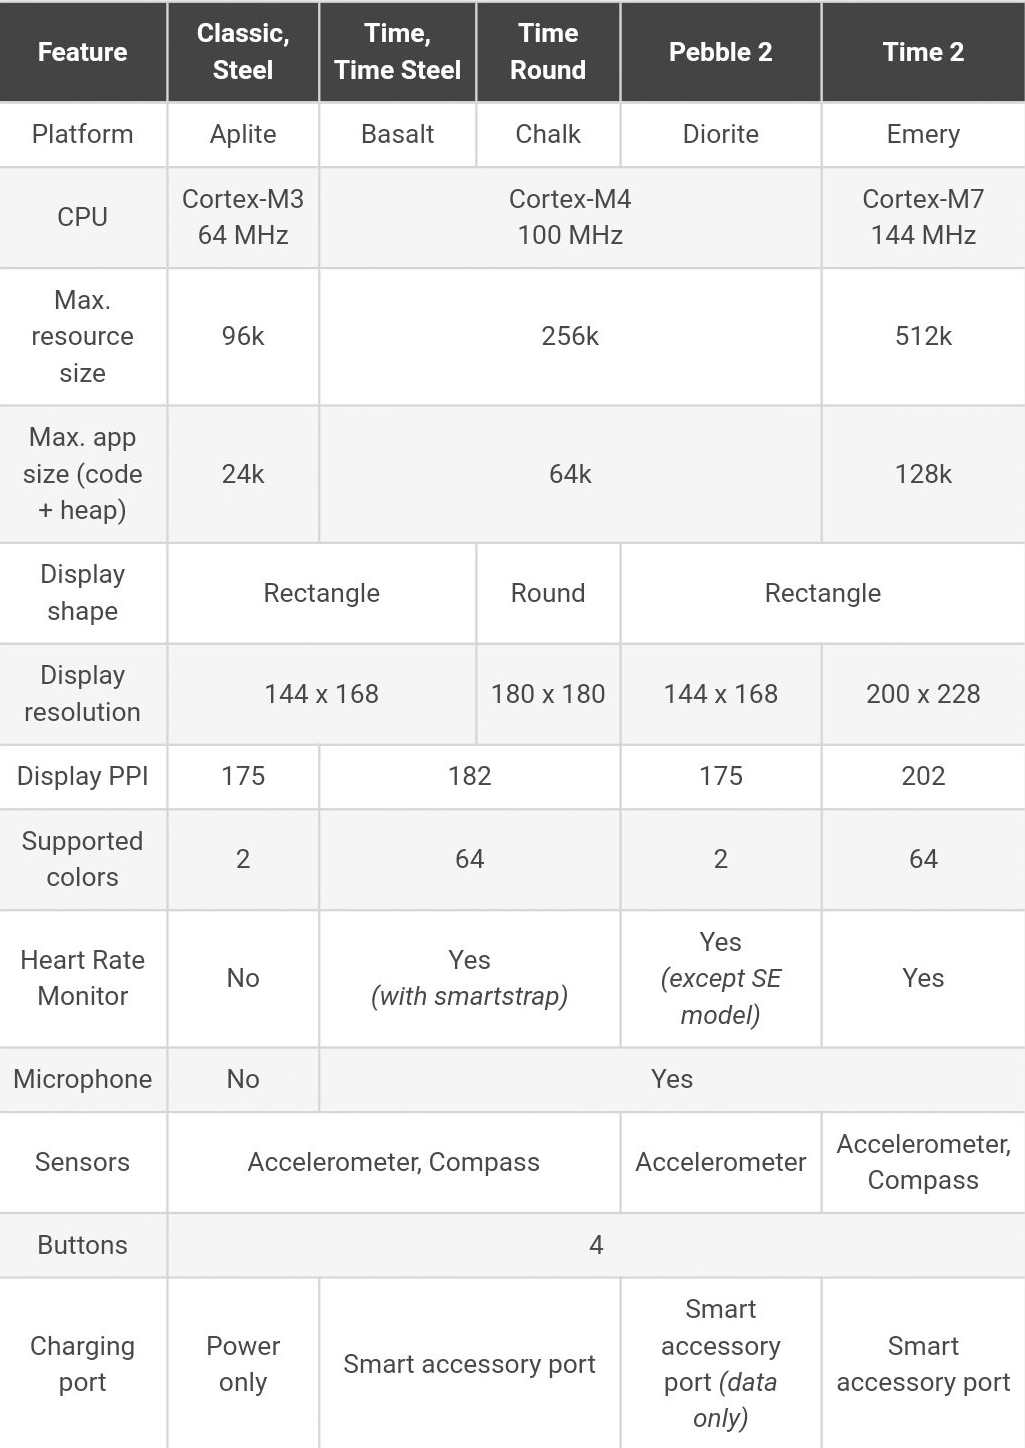 Feature
Classic,
Steel
Time,
Time Steel
Time
Round
Pebble 2
Time 2
Platform
Aplite
Basalt
Chalk
Diorite
Emery
CPU
Cortex-M3
64 MHz
Cortex-M4
100 MHz
Cortex-M7
144 MHz
Max.
resource
size
96k
256k
512k
Max. app
size (code
+ heap)
24k
64k
128k
Display
shape
Rectangle
Round
Rectangle
Display
resolution
144 x 168
180 x 180
144 x 168
200 x 228
Display PPI
175
182
175
202
Supported
colors
2
64
2
64
Heart Rate
Monitor
No
Yes
(with smartstrap)
Yes
(except SE
model)
Yes
Microphone
No
Yes
Sensors
Accelerometer, Compass
Accelerometer
Accelerometer,
Compass
Buttons
4
Charging
port
Power
only
Smart accessory port
Smart
accessory
port (data
only)
Smart
accessory port